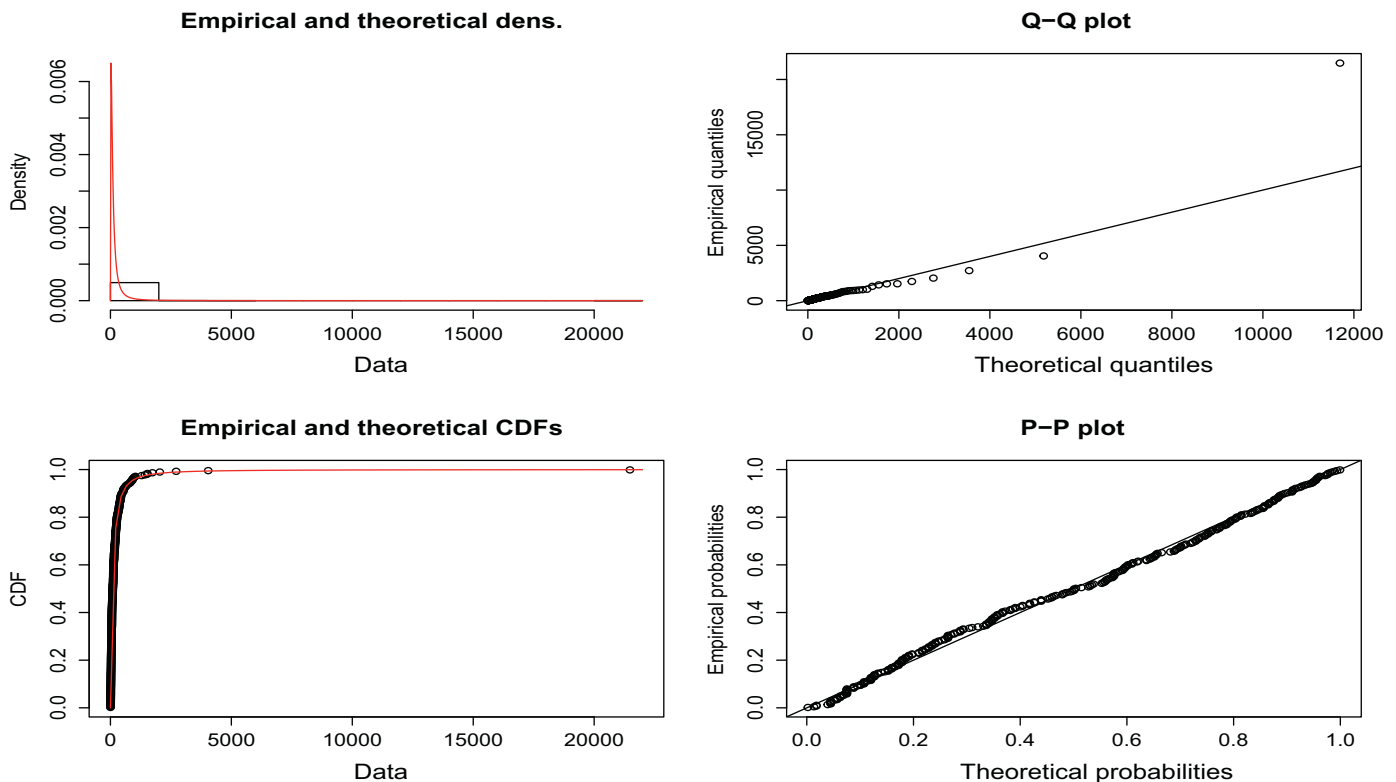 Empirical and theoretical dens.
Density
0.000 0.002 0.004 0.006
0 5000 10000 15000 20000
Data
Q−Q plot
Empirical quantiles
0 5000 15000
0 2000 4000 6000 8000 10000 12000
Theoretical quantiles
Empirical and theoretical CDFs
CDF
0.0 0.2 0.4 0.6 0.8 1.0
0 5000 10000 15000 20000
Data
P−P plot
Empirical probabilities
0.0 0.2 0.4 0.6 0.8 1.0
0.0 0.2 0.4 0.6 0.8 1.0
Theoretical probabilities